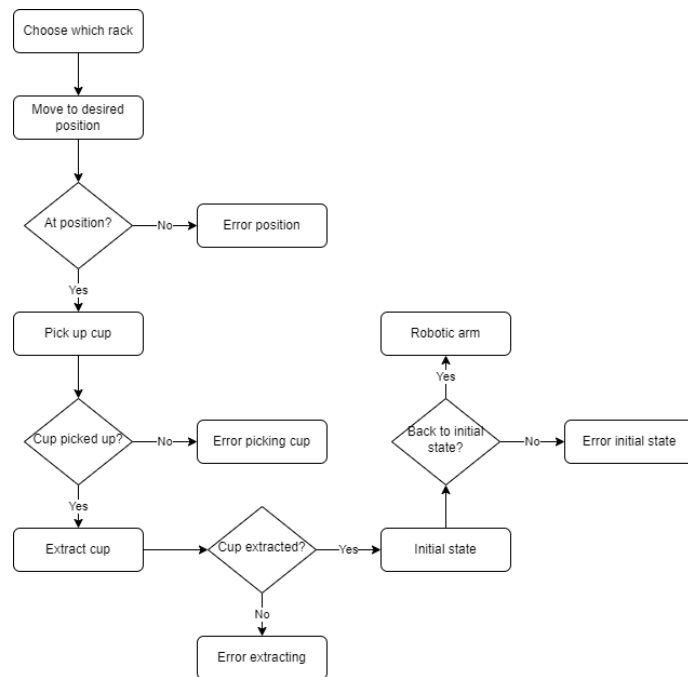 Choose which rack
Move to desired
position
At position?
No
Error position
Yes
Pick up cup
Cup picked up?
No
Error picking cup
Yes
Extract cup
Cup extracted?
No
Error extracting
Yes
Initial state
Back to initial
state?
No
Error initial state
Yes
Robotic arm